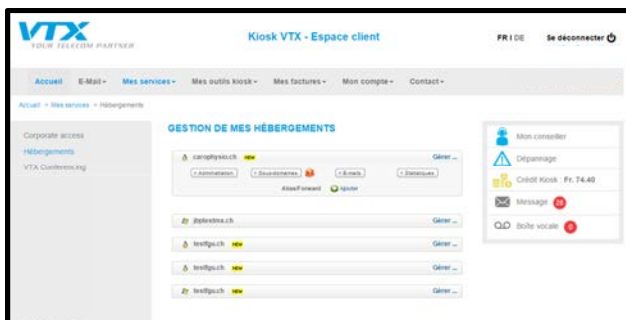 VTX
YOUR TELECOM PARTNER
Kiosk VTX - Espace client
FR I DE
Se déconnecter
Accueil
E-Mail
Mes services
Mes outils kiosk
Mes factures
Mon compte
Contact
Accueil > Mes services > Hébergements
Corporate access
Hébergements
VTX Conferencing
GESTION DE MES HÉBERGEMENTS
carophysio.ch NEW Gérer ...
> Administration
> Sous-domaines
> E-mails
> Statistiques
Alias/Forward Ajouter
Gérer ...
testfgs.ch NEW Gérer ...
testfgs.ch NEW Gérer ...
testfgs.ch NEW Gérer ...
Mon conseiller
Dépannage
Crédit Kiosk : Fr. 74.40
Message 28
Boîte vocale 0